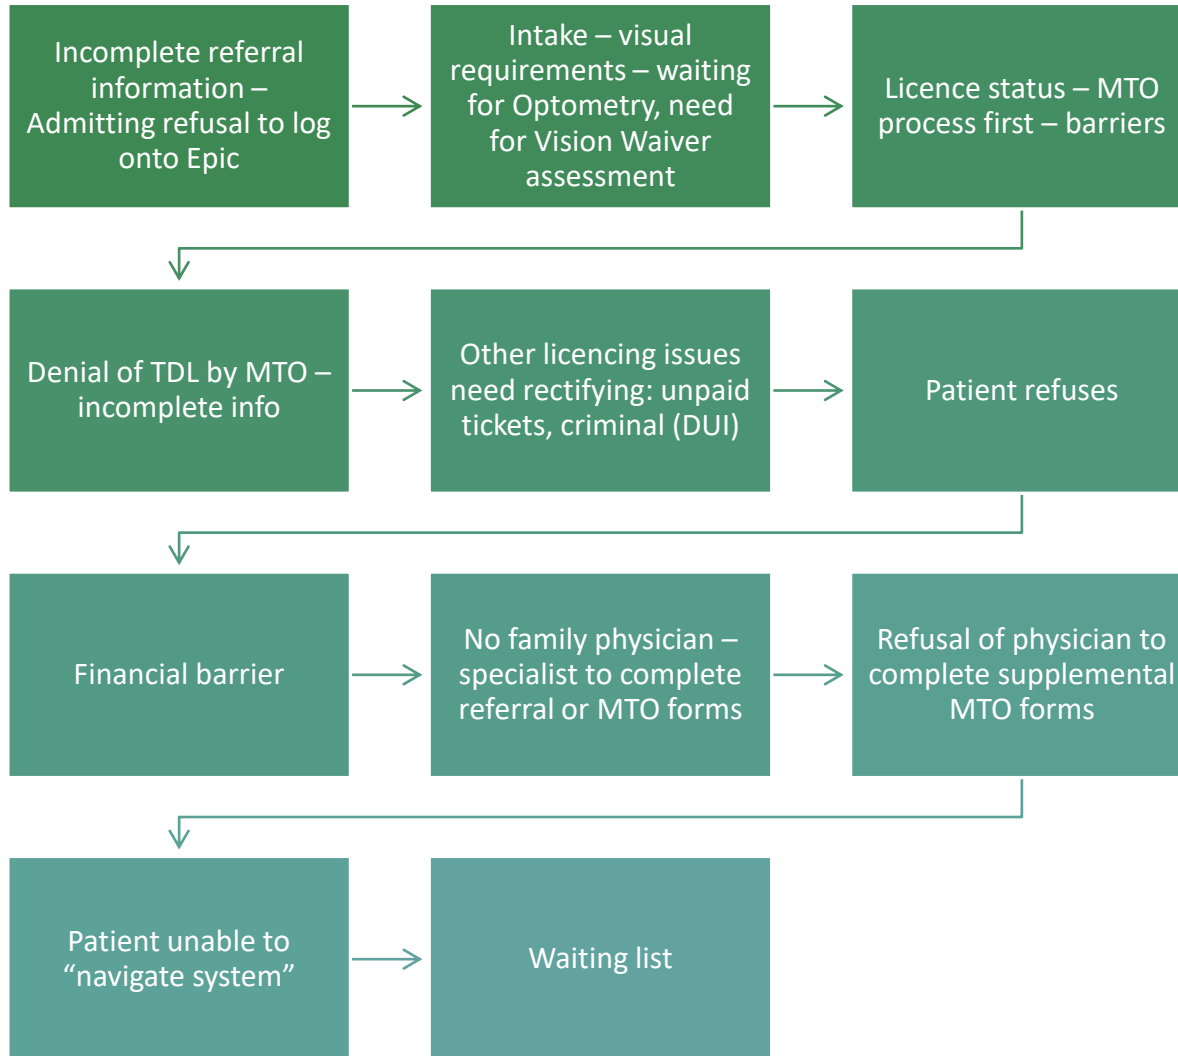 Incomplete referral
information –
Admitting refusal to log
onto Epic
Intake – visual
requirements – waiting
for Optometry, need
for Vision Waiver
assessment
Licence status – MTO
process first – barriers
Denial of TDL by MTO –
incomplete info
Other licencing issues
need rectifying: unpaid
tickets, criminal (DUI)
Patient refuses
Financial barrier
No family physician –
specialist to complete
referral or MTO forms
Refusal of physician to
complete supplemental
MTO forms
Patient unable to
“navigate system”
Waiting list